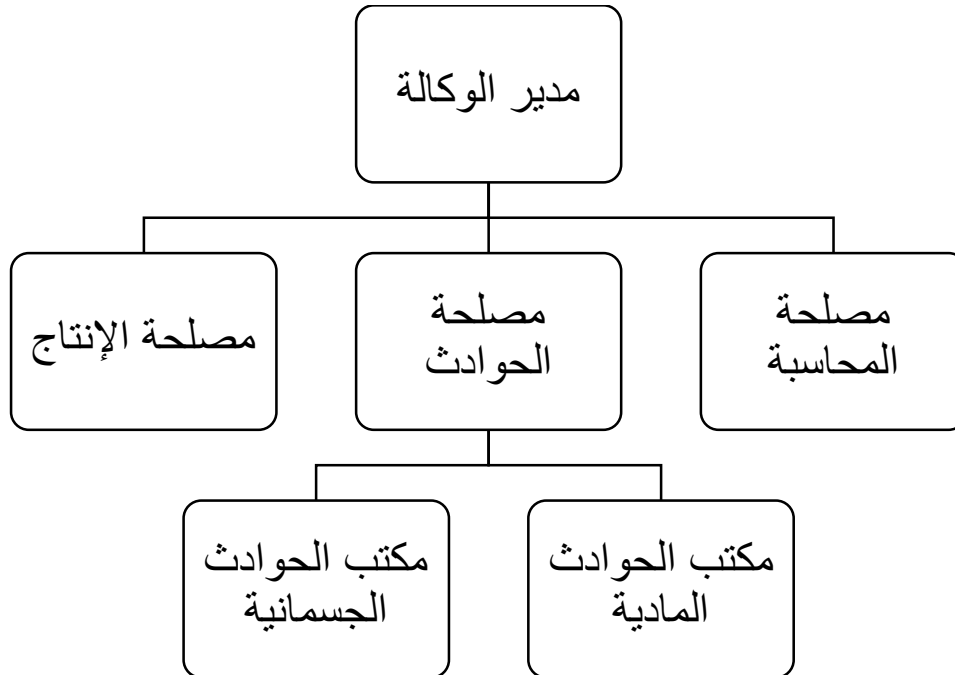 مدير الوكالة
مصلحة
المحاسبة
مصلحة
الحوادث
مصلحة الإنتاج
مكتب الحوادث
المادية
مكتب الحوادث
الجسمانية